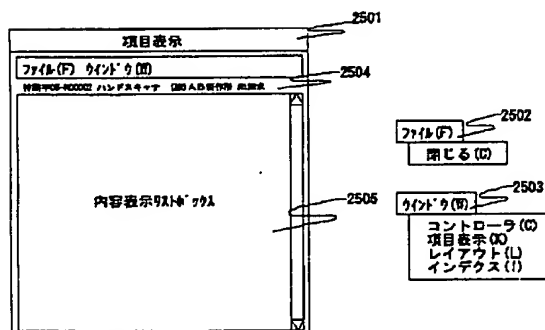 2501
項目表示
ファイル(F) ウインドウ(W)
2504
ハンドスキャナ
2502
ファイル(F)
閉じる(C)
内容表示リストボックス
2505
2503
ウインドウ(W)
コントローラ(C)
項目表示(K)
レイアウト(L)
インデクス(I)